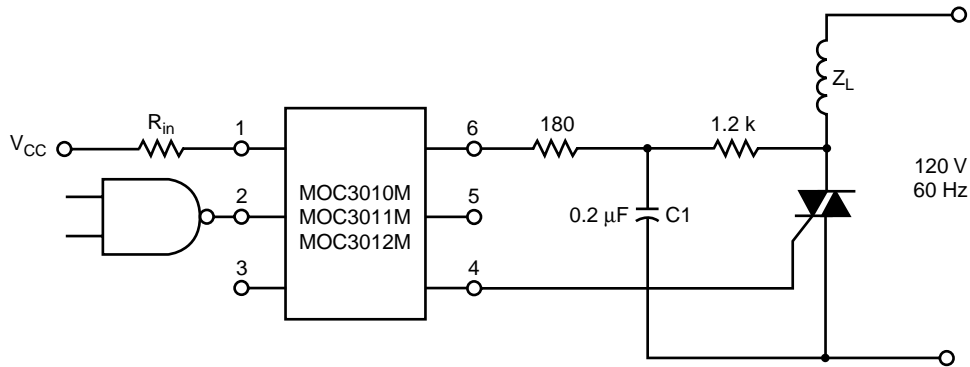 Z_L
R_in
1
6
180
1.2 k
V_CC
120 V
60 Hz
MOC3010M
MOC3011M
MOC3012M
2
5
0.2 µF
C1
3
4